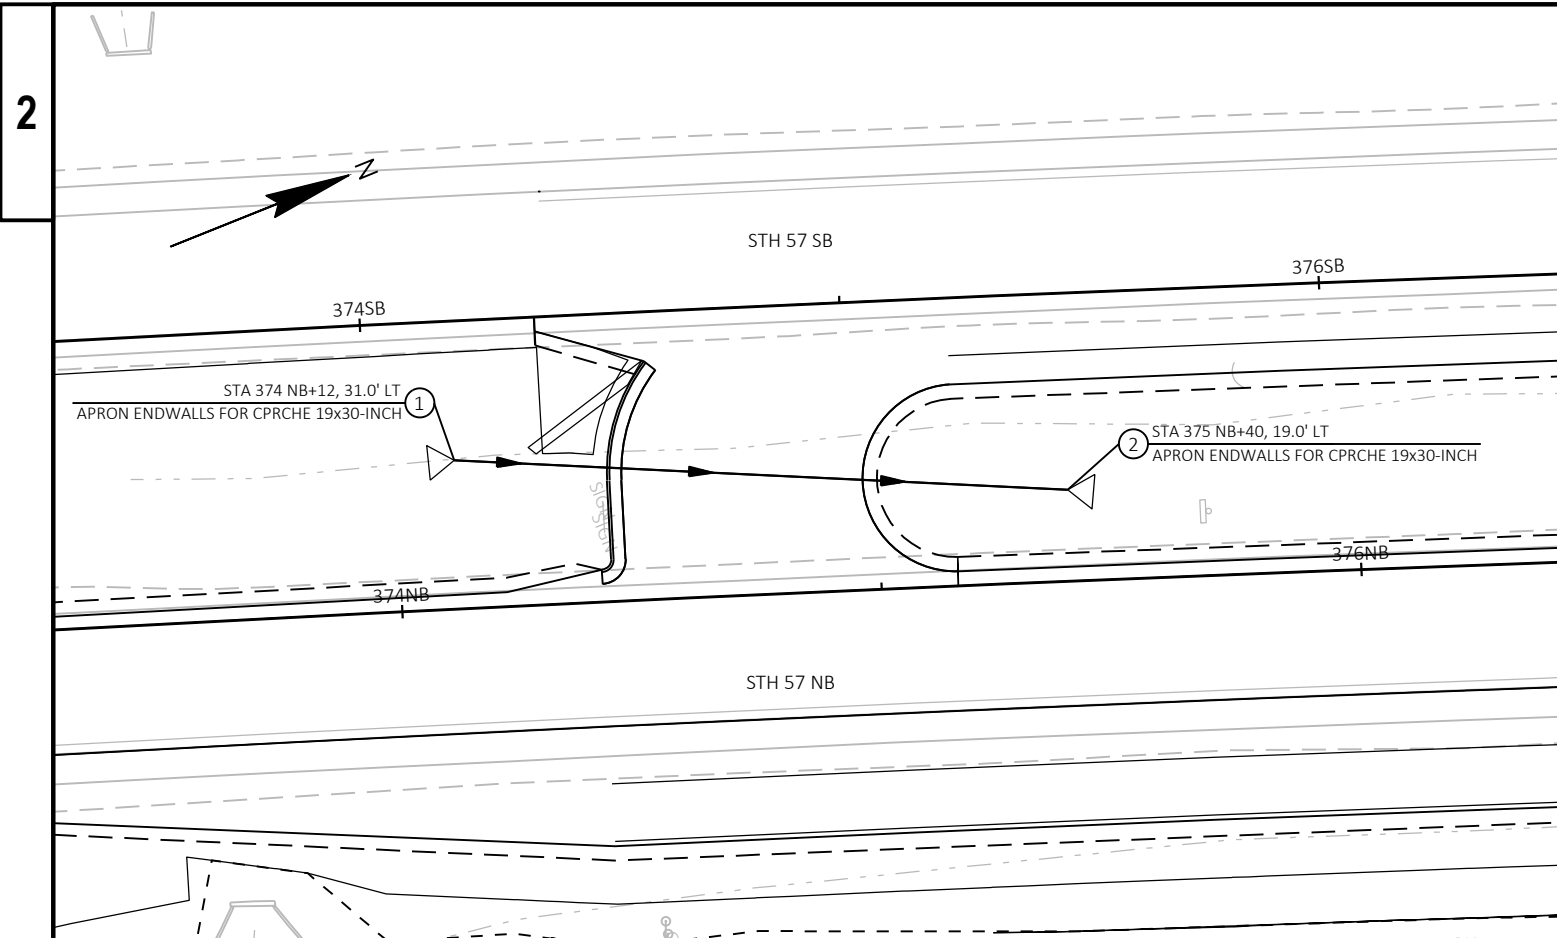 2
N
STH 57 SB
376SB
374SB
STA 374 NB+12, 31.0' LT
APRON ENDWALLS FOR CPRCHE 19x30-INCH
1
2
STA 375 NB+40, 19.0' LT
APRON ENDWALLS FOR CPRCHE 19x30-INCH
376NB
374NB
STH 57 NB